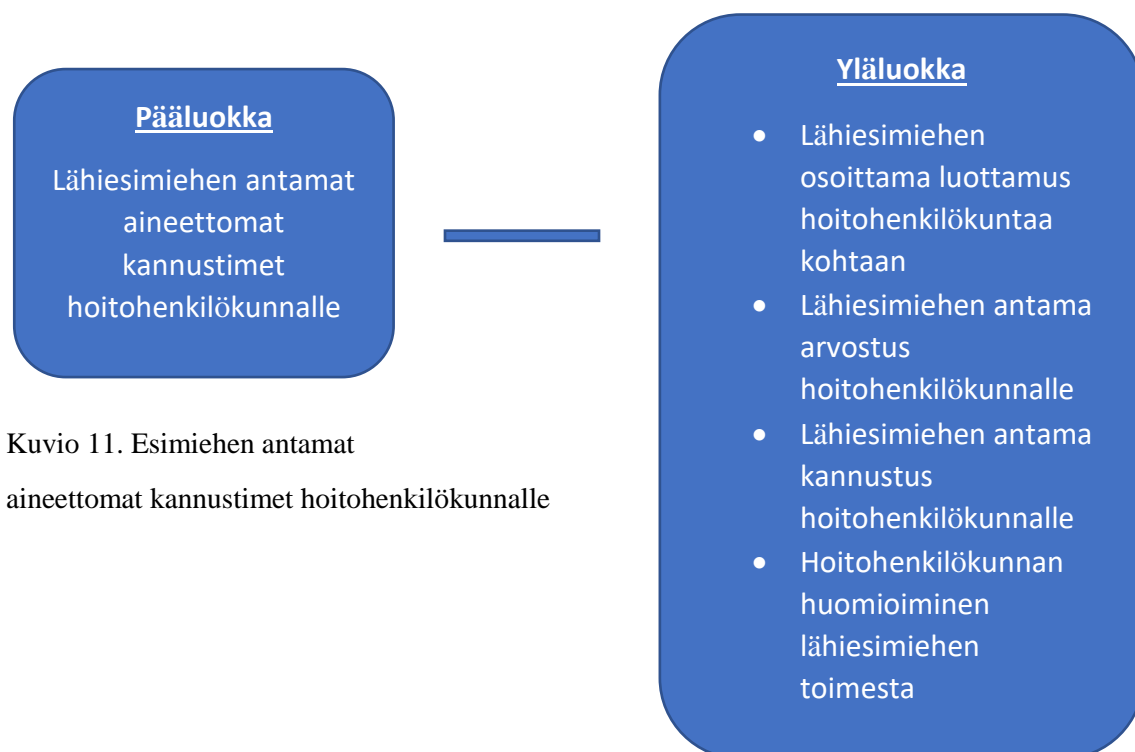 Pääluokka
Lähiesimiehen antamat
aineettomat
kannustimet
hoitohenkilökunnalle
Kuvio 11. Esimiehen antamat
aineettomat kannustimet hoitohenkilökunnalle
Yläluokka
• Lähiesimiehen
osoittama luottamus
hoitohenkilökuntaa
kohtaan
• Lähiesimiehen antama
arvostus
hoitohenkilökunnalle
• Lähiesimiehen antama
kannustus
hoitohenkilökunnalle
• Hoitohenkilökunnan
huomioiminen
lähiesimiehen
toimesta